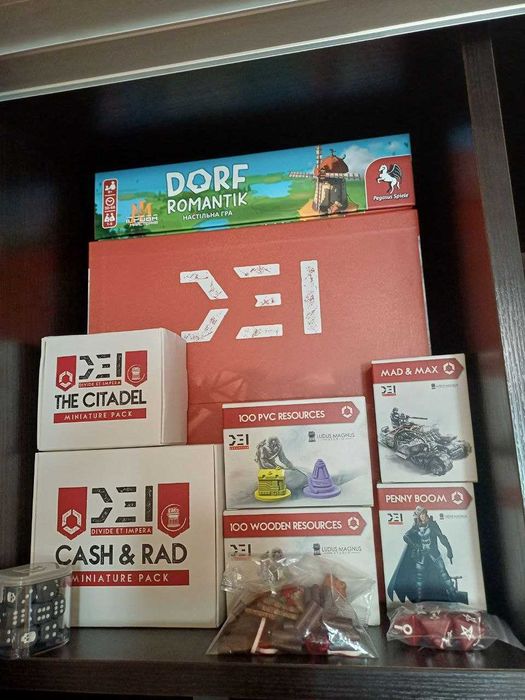 DORF
ROMANTIK
НАСТІЛЬНА ГРА
Pegasus Spiele
DEI
DEI
DIVIDE ET IMPERA
THE CITADEL
MINIATURE PACK
DEI
DIVIDE ET IMPERA
CASH & RAD
MINIATURE PACK
100 PVC RESOURCES
DEI
LUDUS MAGNUS
100 WOODEN RESOURCES
DEI
LUDUS MAGNUS
MAD & MAX
DEI
PENNY BOOM
DEI